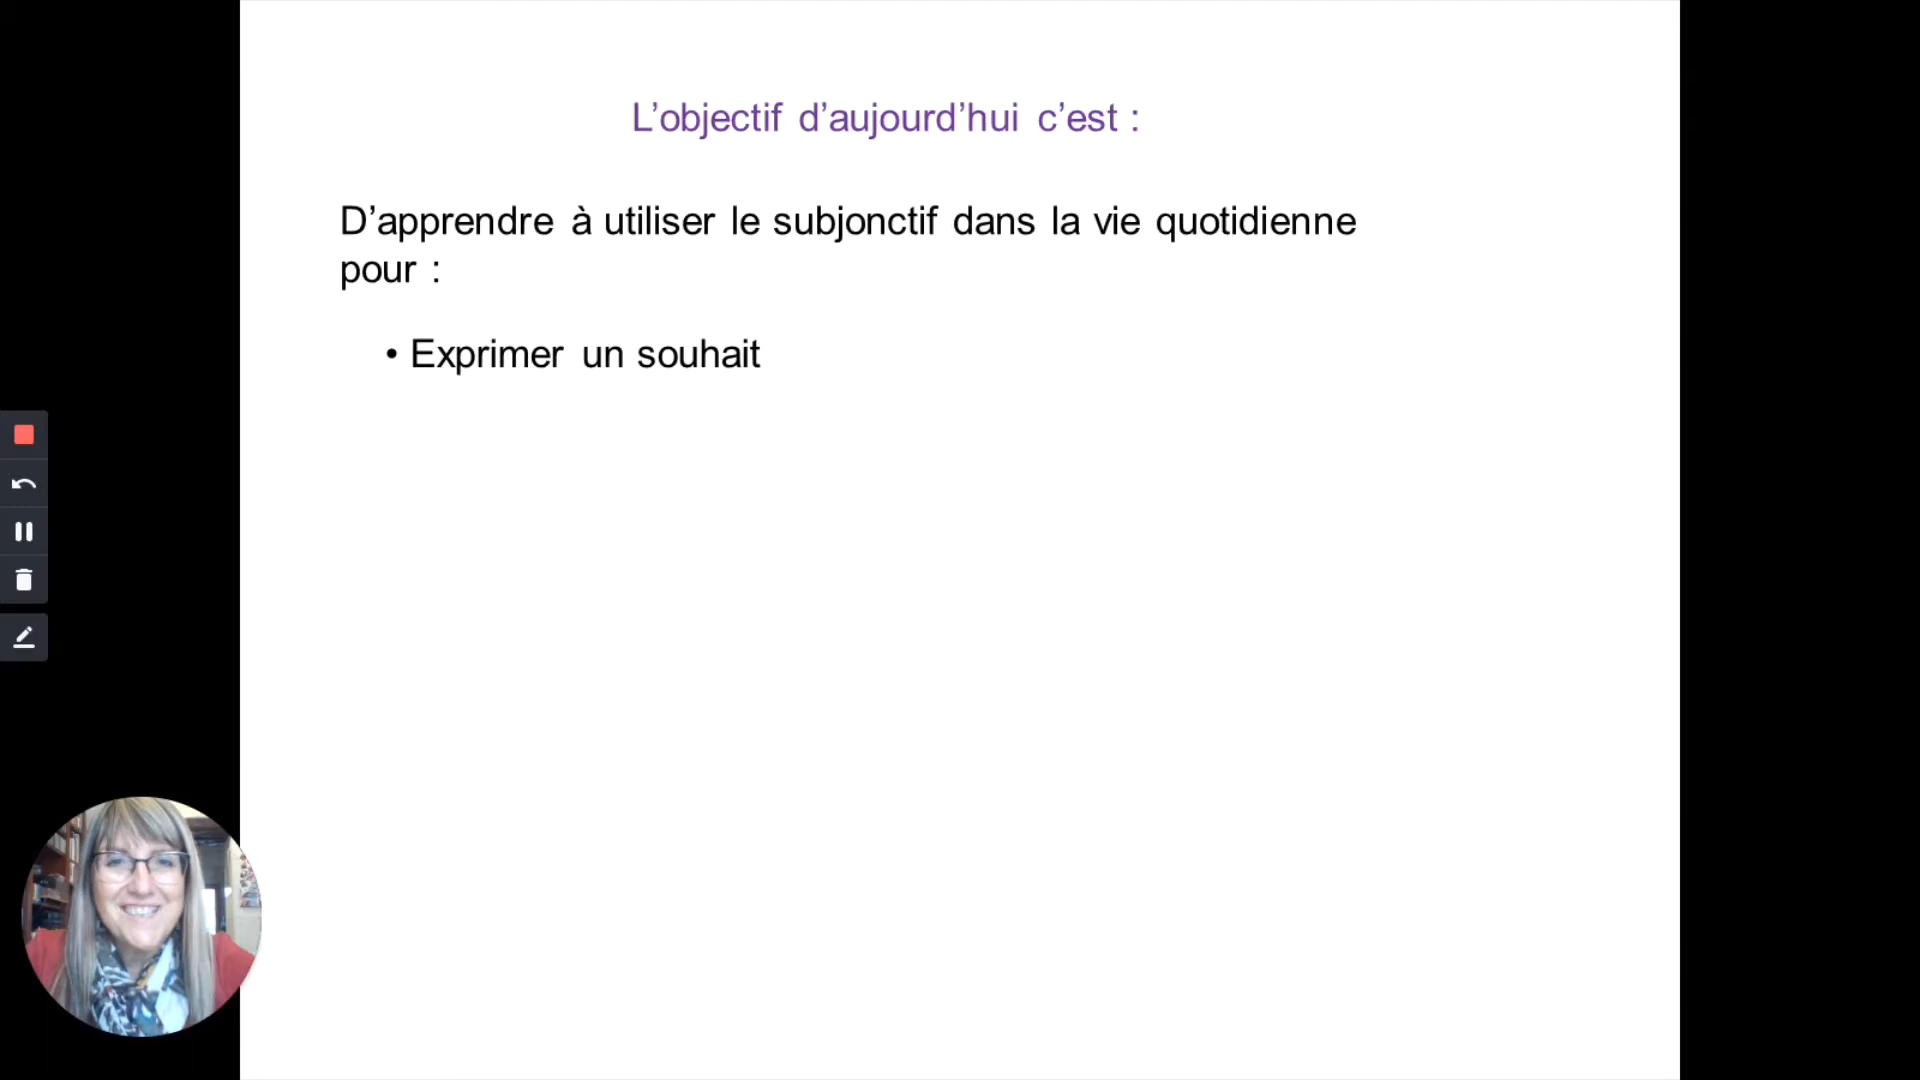 L’objectif d’aujourd’hui c’est :
D’apprendre à utiliser le subjonctif dans la vie quotidienne
pour :
• Exprimer un souhait